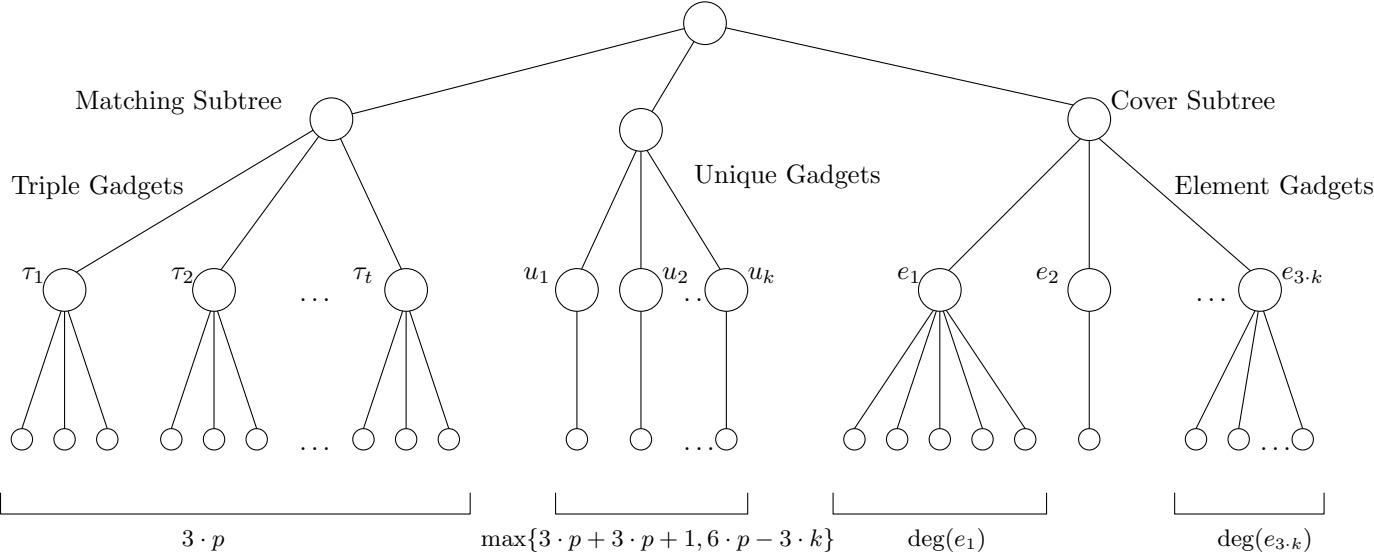 Matching Subtree
Cover Subtree
Unique Gadgets
Triple Gadgets
Element Gadgets
τ₁ τ₂ … τₜ u₁ u₂ … uₖ e₁ e₂ … e₃.ₖ
… … …
3 · p
max{3 · p + 3 · p + 1, 6 · p − 3 · k}
deg(e₁)
deg(e₃.ₖ)